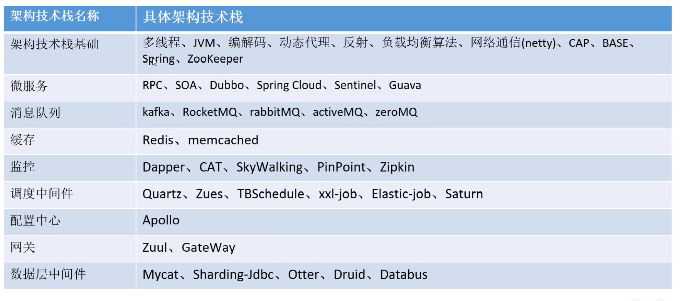 架构技术栈名称 具体架构技术栈
架构技术栈基础 多线程、JVM、编解码、动态代理、反射、负载均衡算法、网络通信(netty)、CAP、BASE、
Spring、ZooKeeper
微服务 RPC、SOA、Dubbo、Spring Cloud、Sentinel、Guava
消息队列 kafka、RocketMQ、rabbitMQ、activeMQ、zeroMQ
缓存 Redis、memcached
监控 Dapper、CAT、SkyWalking、PinPoint、Zipkin
调度中间件 Quartz、Zues、TBSchedule、xxl-job、Elastic-job、Saturn
配置中心 Apollo
网关 Zuul、GateWay
数据层中间件 Mycat、Sharding-Jdbc、Otter、Druid、Databus